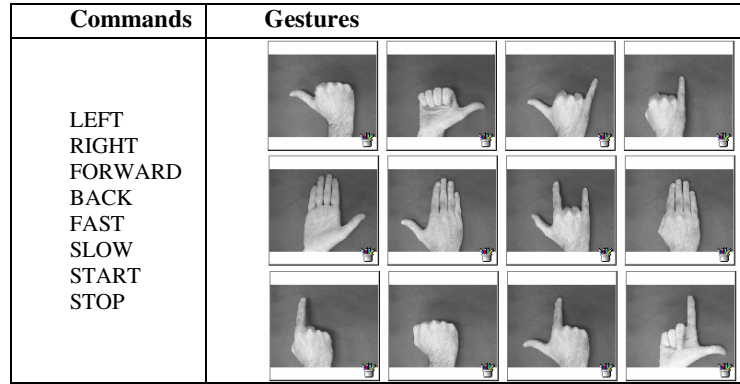 Commands Gestures
LEFT
RIGHT
FORWARD
BACK
FAST
SLOW
START
STOP